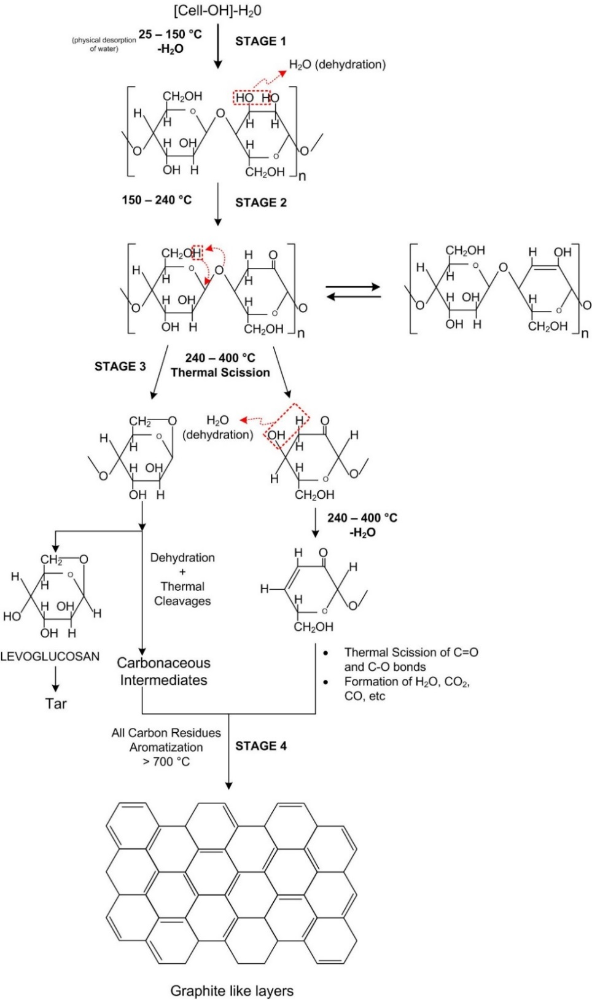 [Cell-OH]-H₂0
(physical desorption
of water)
25 – 150 °C
-H₂O
STAGE 1
H₂O (dehydration)
CH₂OH
HO HO
H
O
O
H
H
H
H OH
H
O
O
O
OH H
CH₂OH
n
150 – 240 °C
STAGE 2
CH₂OH
H
O
H
O
O
H
H
H OH
H
O
O
O
OH H
CH₂OH
n
CH₂OH
H
OH
H
O
O
H
H OH
H
O
O
O
OH H
CH₂OH
n
STAGE 3
240 – 400 °C
Thermal Scission
CH₂
O
H
O
H
H OH
O
OH H
H₂O
(dehydration)
H
O
OH
H
H
H
H
O
O
CH₂OH
240 – 400 °C
-H₂O
CH₂
O
H
O
H
H OH
H
HO
OH H
LEVOGLUCOSAN
Tar
Dehydration
+
Thermal
Cleavages
Carbonaceous
Intermediates
H
O
H
H
H
O
O
CH₂OH
• Thermal Scission of C=O
and C-O bonds
• Formation of H₂O, CO₂,
CO, etc
All Carbon Residues
Aromatization
> 700 °C
STAGE 4
Graphite like layers